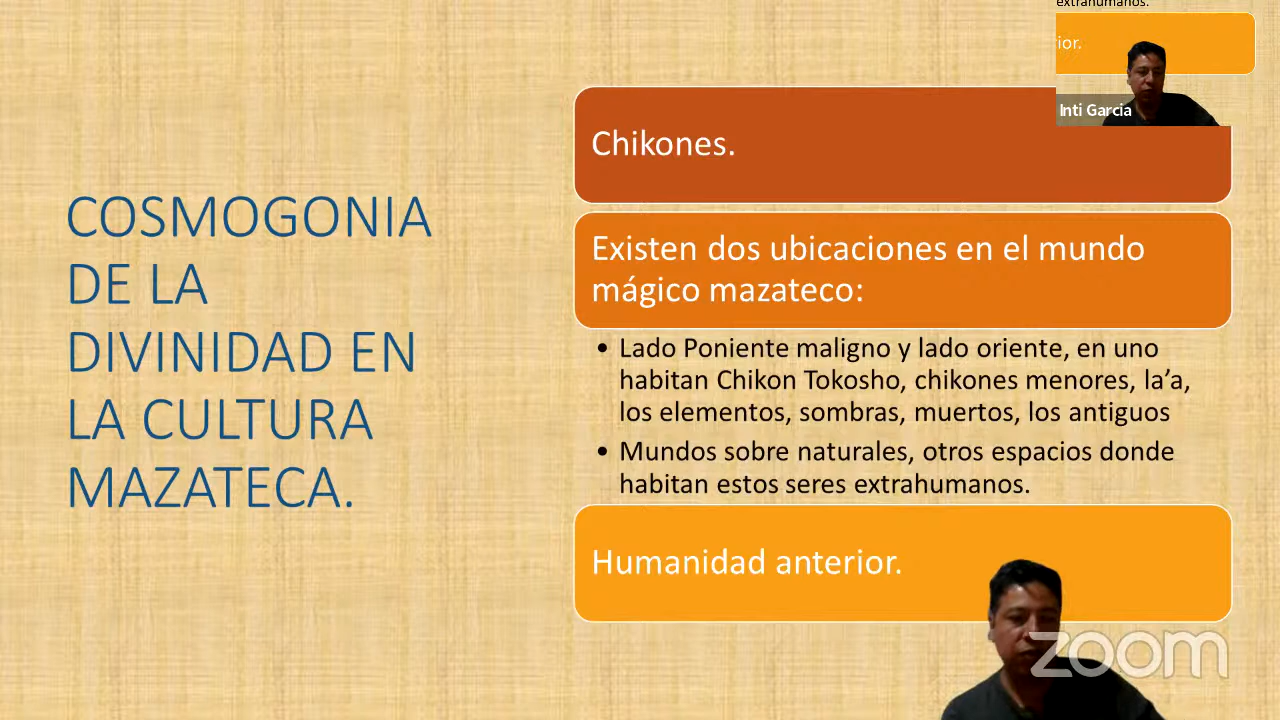 extrahumanos.
ior.
Inti Garcia
COSMOGONIA
DE LA
DIVINIDAD EN
LA CULTURA
MAZATECA.
Chikones.
Existen dos ubicaciones en el mundo
mágico mazateco:
• Lado Poniente maligno y lado oriente, en uno
habitan Chikon Tokosho, chikones menores, la’a,
los elementos, sombras, muertos, los antiguos
• Mundos sobre naturales, otros espacios donde
habitan estos seres extrahumanos.
Humanidad anterior.
zoom